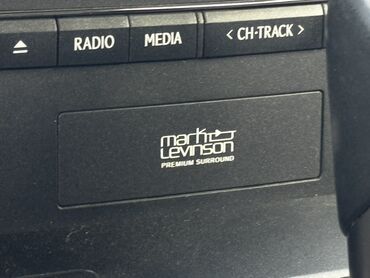 RADIO MEDIA < CH·TRACK >
mark
Levinson
PREMIUM SURROUND